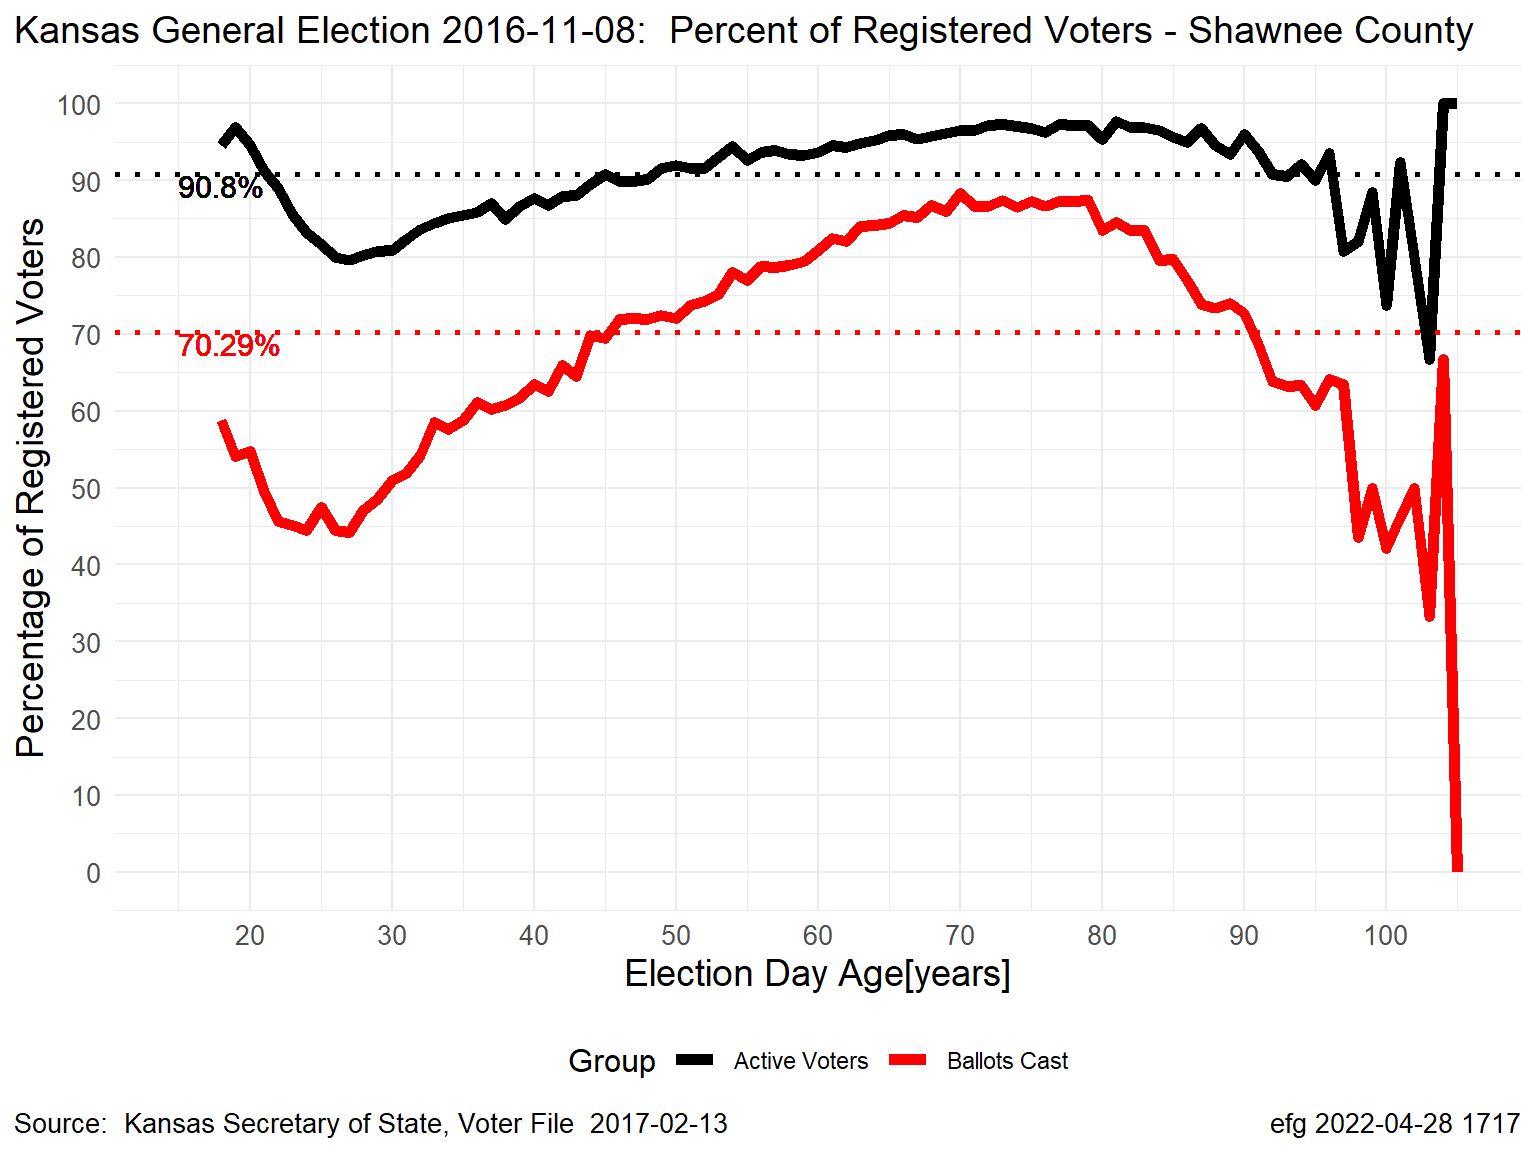 Kansas General Election 2016-11-08:  Percent of Registered Voters - Shawnee County
Percentage of Registered Voters
100
90
80
70
60
50
40
30
20
10
0
90.8%
70.29%
20 30 40 50 60 70 80 90 100
Election Day Age[years]
Group Active Voters Ballots Cast
Source:  Kansas Secretary of State, Voter File  2017-02-13
efg 2022-04-28 1717